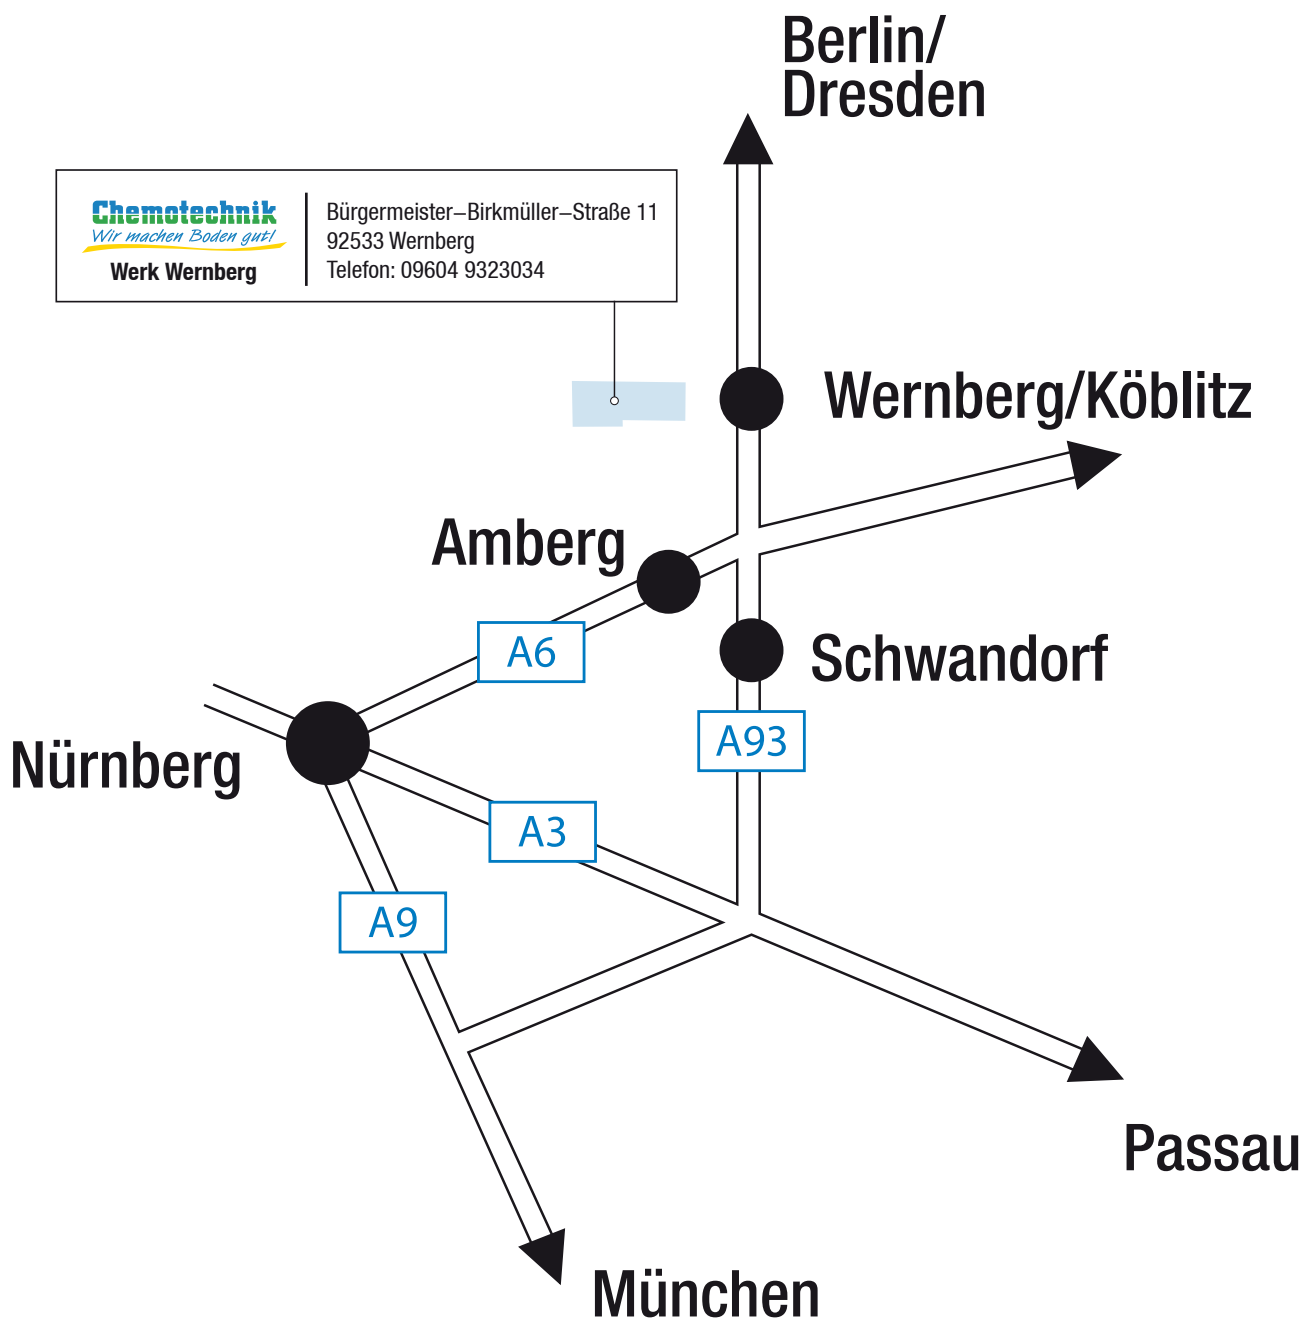 Berlin/
Dresden
Chemotechnik
Wir machen Boden gut!
Werk Wernberg
Bürgermeister–Birkmüller–Straße 11
92533 Wernberg
Telefon: 09604 9323034
Wernberg/Köblitz
Amberg
A6
Schwandorf
A93
Nürnberg
A3
A9
Passau
München